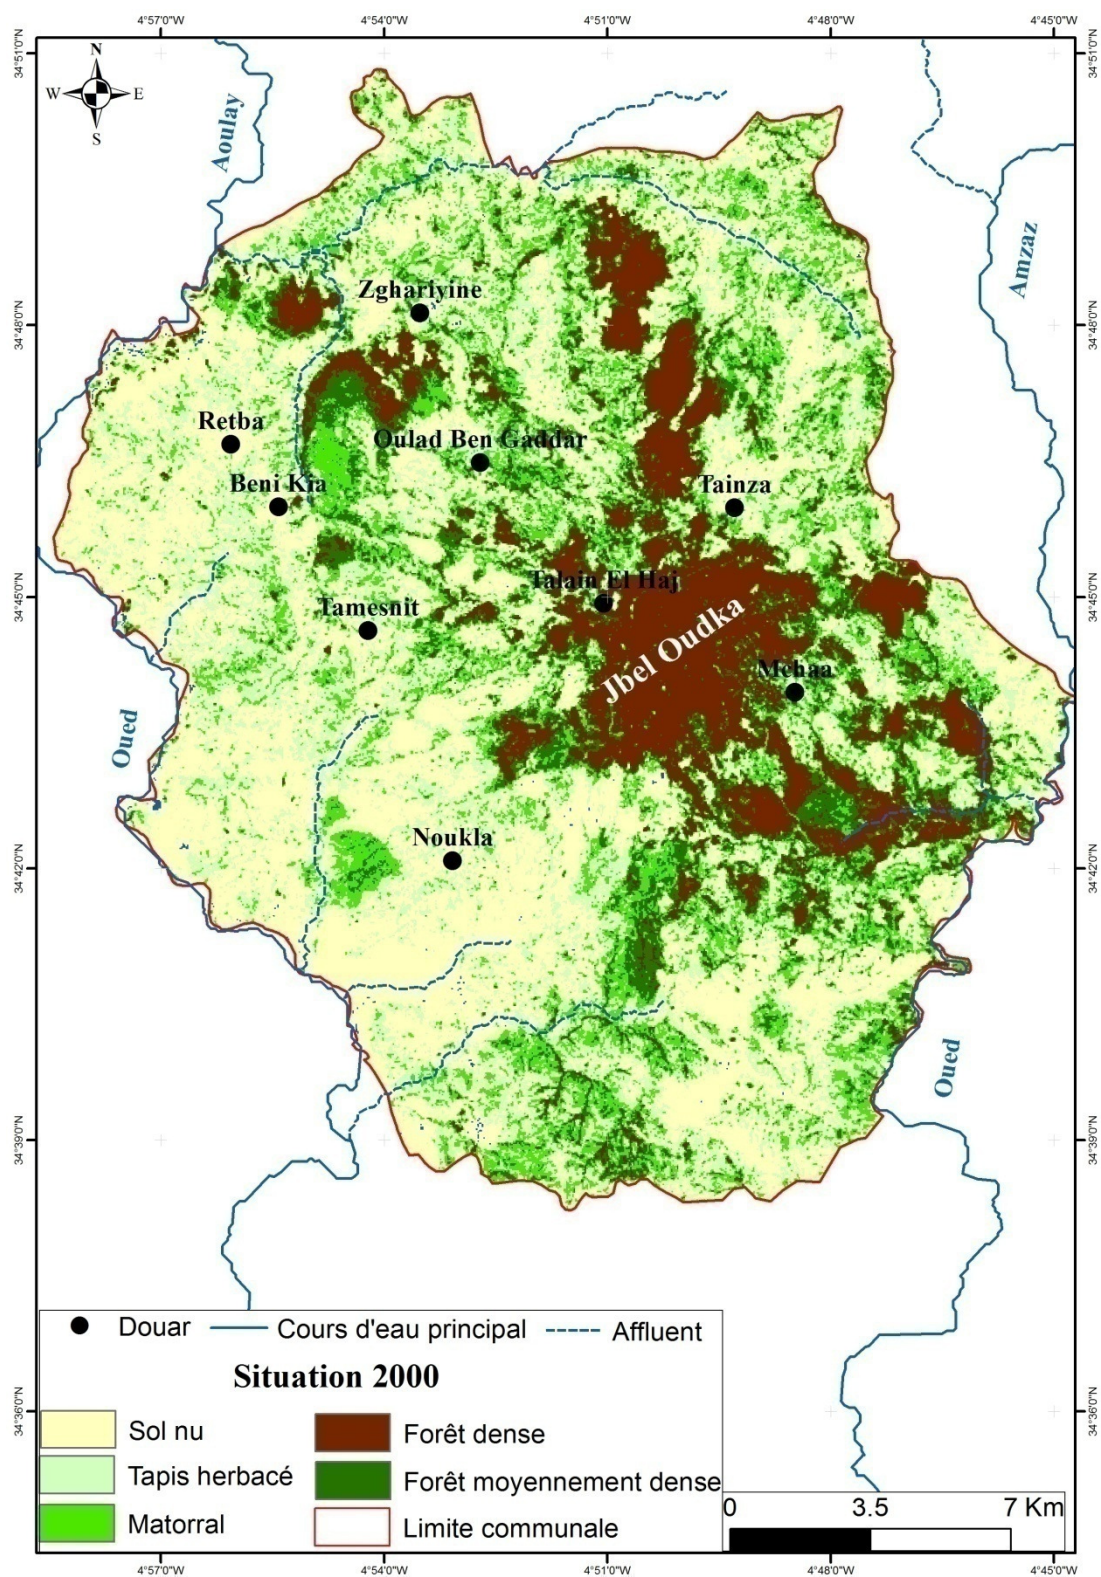 4°57'0"W
4°54'0"W
4°51'0"W
4°48'0"W
4°45'0"W
34°51'0"N
34°51'0"N
N
W
E
S
Aoulay
Amzaz
Zghariyine
34°48'0"N
34°48'0"N
Retba
Oulad Ben Gaddar
Beni Kia
Tainza
Talain El Haj
34°45'0"N
34°45'0"N
Tamesnit
Jbel Oudka
Mchaa
Oued
Noukla
34°42'0"N
34°42'0"N
Oued
34°39'0"N
34°39'0"N
Douar
Cours d'eau principal
Affluent
Situation 2000
34°36'0"N
34°36'0"N
Sol nu
Forêt dense
Tapis herbacé
Forêt moyennement dense
Matorral
Limite communale
0 3.5 7 Km
4°57'0"W
4°54'0"W
4°51'0"W
4°48'0"W
4°45'0"W